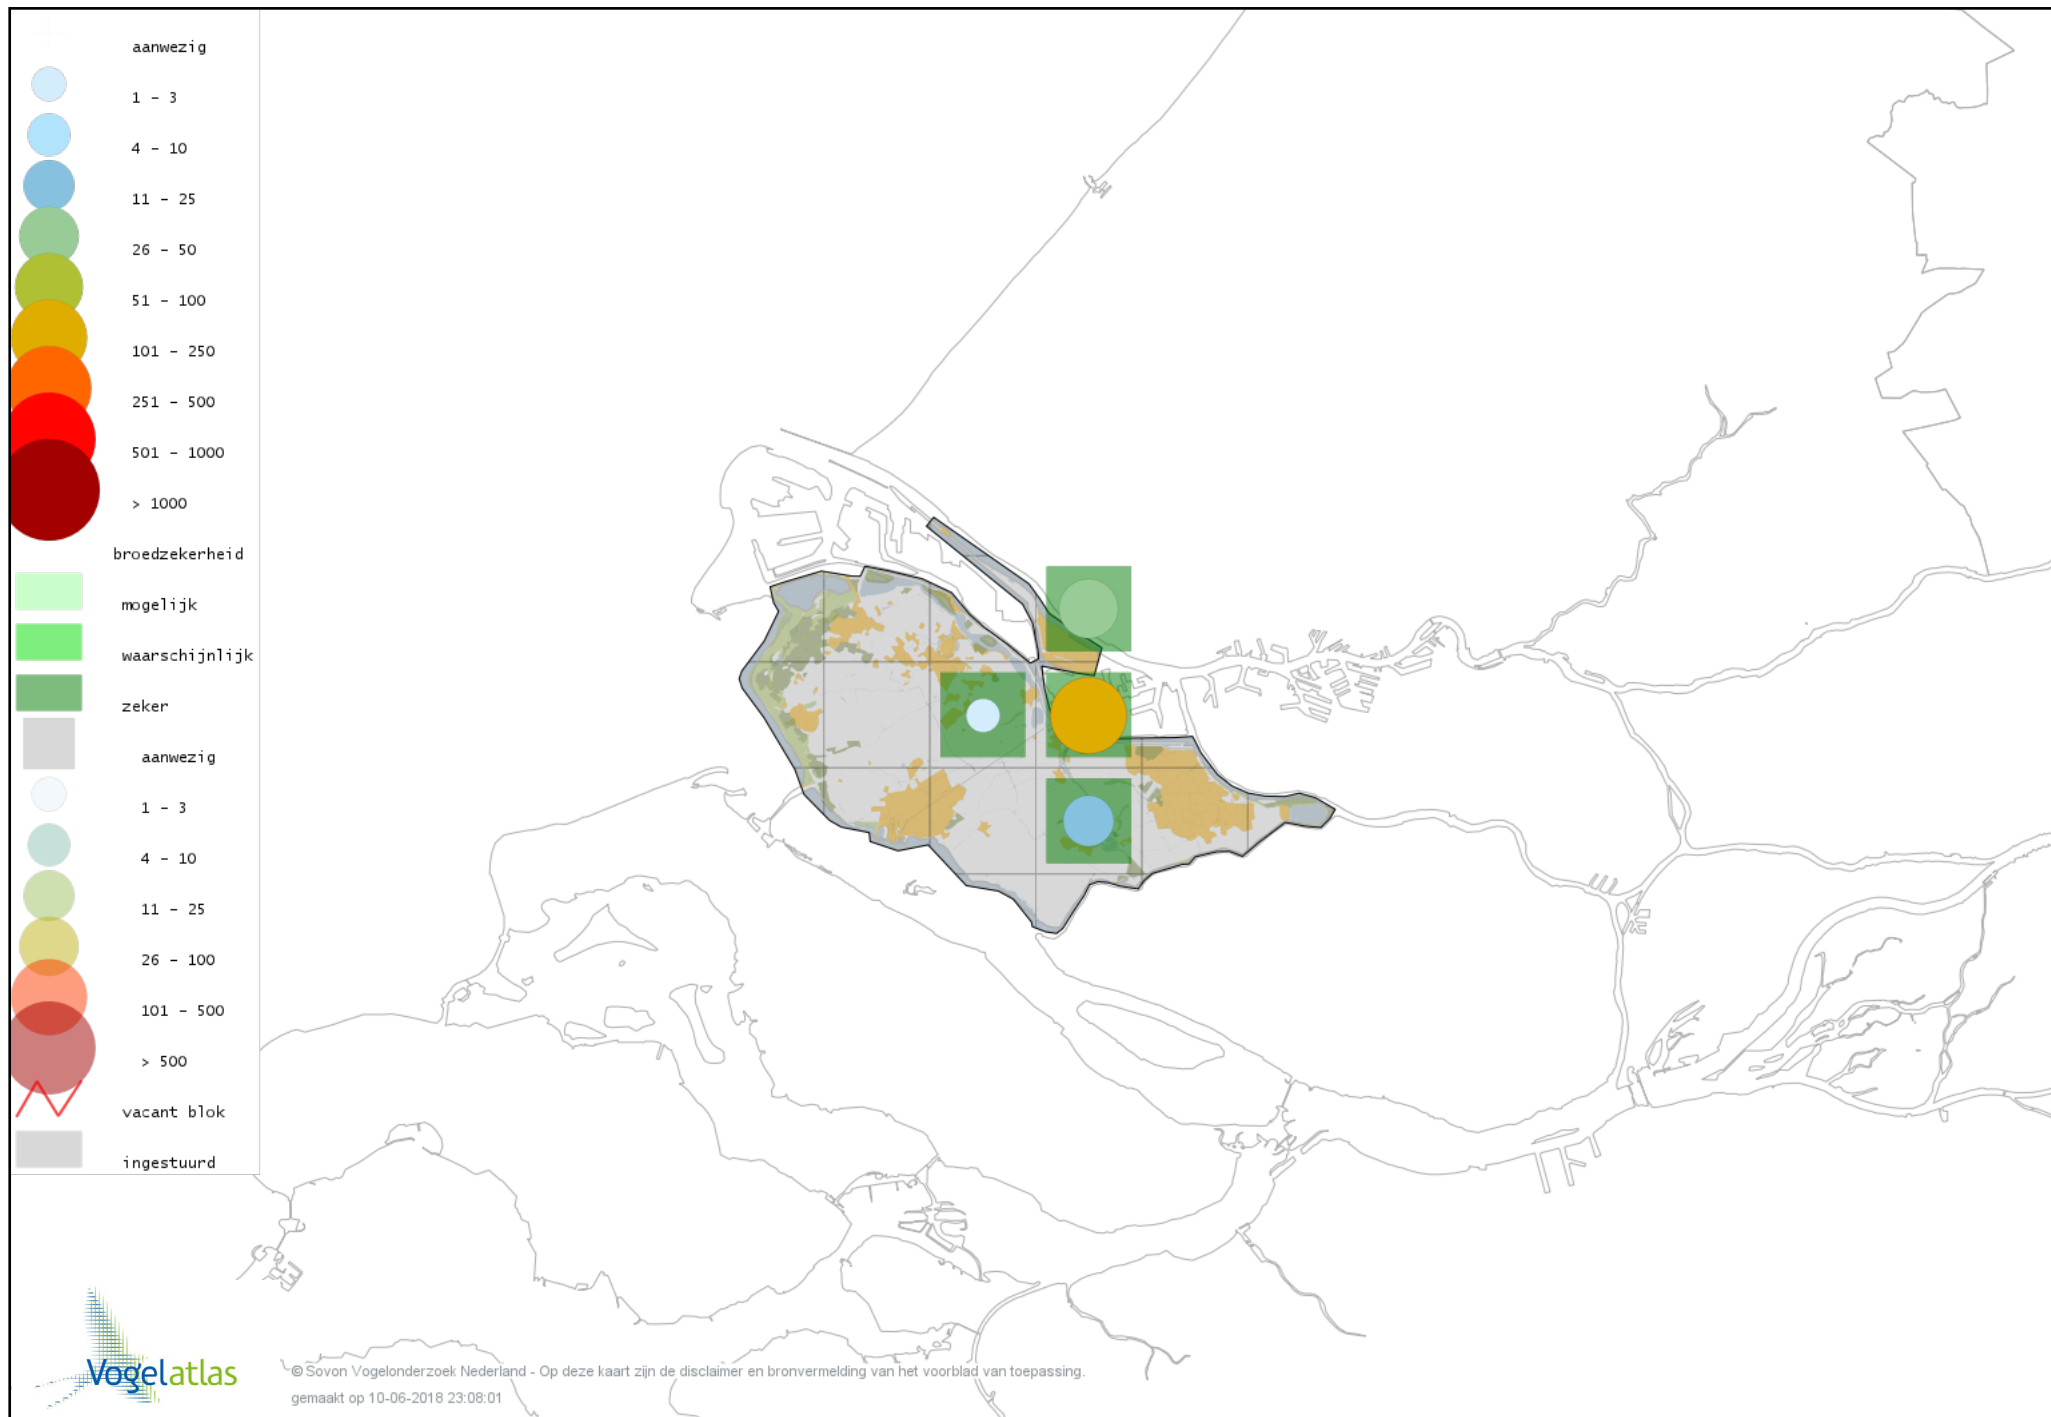 aanwezig
1 - 3
4 - 10
11 - 25
26 - 50
51 - 100
101 - 250
251 - 500
501 - 1000
> 1000
broedzekerheid
mogelijk
waarschijnlijk
zeker
aanwezig
1 - 3
4 - 10
11 - 25
26 - 100
101 - 500
> 500
vacant blok
ingestuurd
Vogelatlas
© Sovon Vogelonderzoek Nederland - Op deze kaart zijn de disclaimer en bronvermelding van het voorblad van toepassing.
gemaakt op 10-06-2018 23:08:01